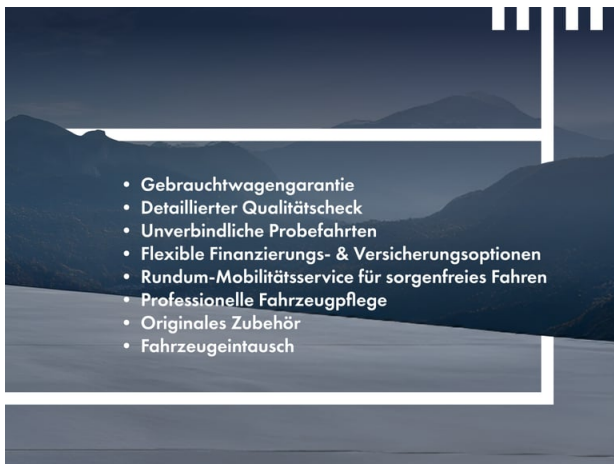 • Gebrauchtwagengarantie
• Detaillierter Qualitätscheck
• Unverbindliche Probefahrten
• Flexible Finanzierungs- & Versicherungsoptionen
• Rundum-Mobilitätsservice für sorgenfreies Fahren
• Professionelle Fahrzeugpflege
• Originales Zubehör
• Fahrzeugeintausch